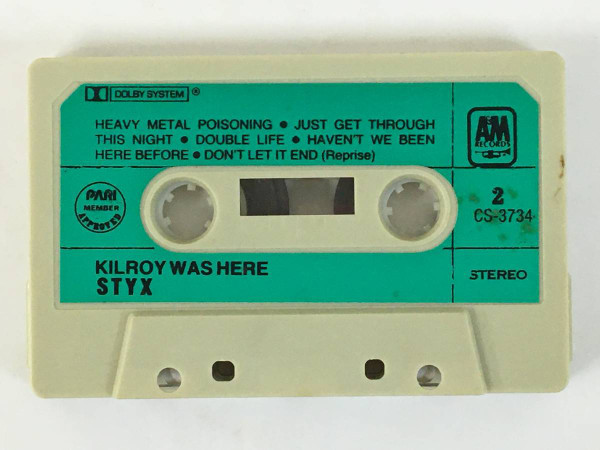 DOLBY SYSTEM ®
HEAVY METAL POISONING • JUST GET THROUGH
THIS NIGHT • DOUBLE LIFE • HAVEN'T WE BEEN
HERE BEFORE • DON'T LET IT END (Reprise)
A&M
RECORDS
PARI
MEMBER
APPROVED
2
CS-3734
KILROY WAS HERE
STYX
STEREO